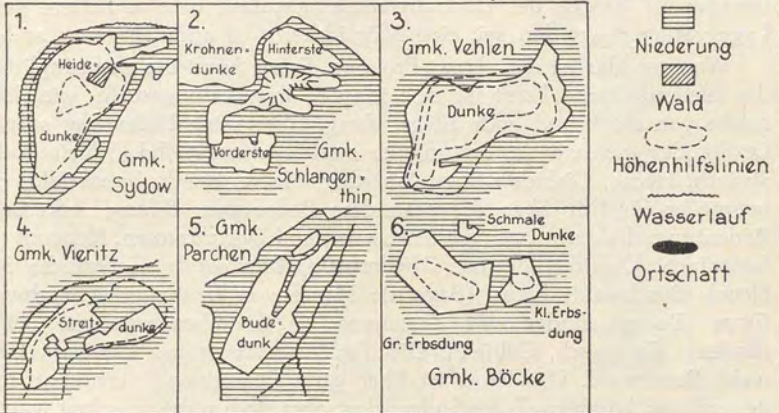 1.
Heide=
dunke
Gmk.
Sydow
2.
Krohnen=
dunke
Hinterste
Vorderste
Gmk.
Schlangen=
thin
3.
Gmk. Vehlen
Dunke
4.
Gmk. Vieritz
Streit=
dunke
5. Gmk.
Parchen
Bude=
dunk
6.
Schmale
Dunke
Kl. Erbs-
dung
Gr. Erbsdung
Gmk. Böcke
Niederung
Wald
Höhenhilfslinien
Wasserlauf
Ortschaft